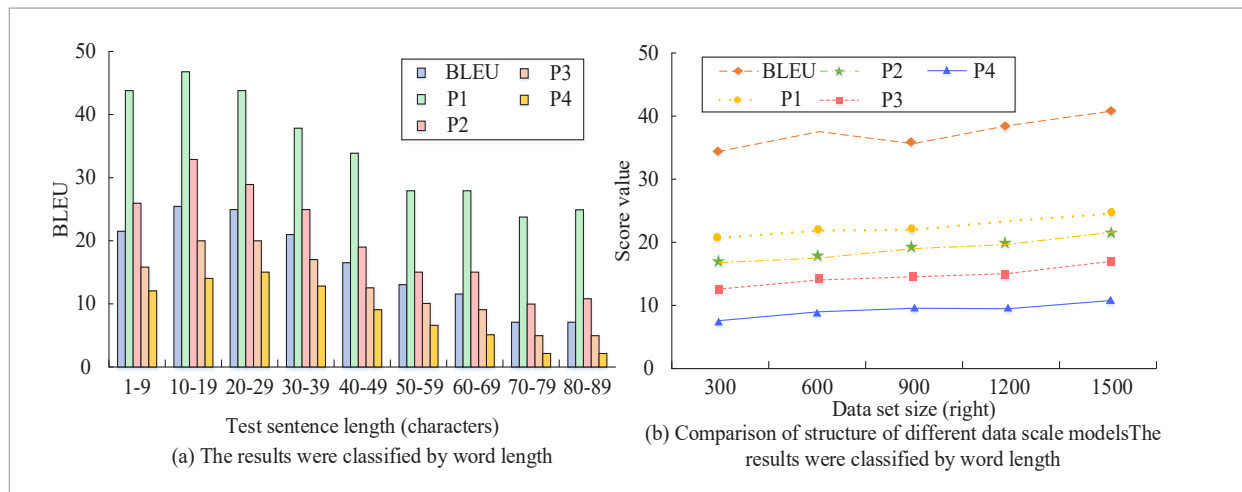 50
40
30
20
10
0
BLEU
BLEU
P3
P1
P4
P2
1-9 10-19 20-29 30-39 40-49 50-59 60-69 70-79 80-89
Test sentence length (characters)
(a) The results were classified by word length
50
40
30
20
10
0
Score value
BLEU P2 P4
P1 P3
300 600 900 1200 1500
Data set size (right)
(b) Comparison of structure of different data scale modelsThe
results were classified by word length